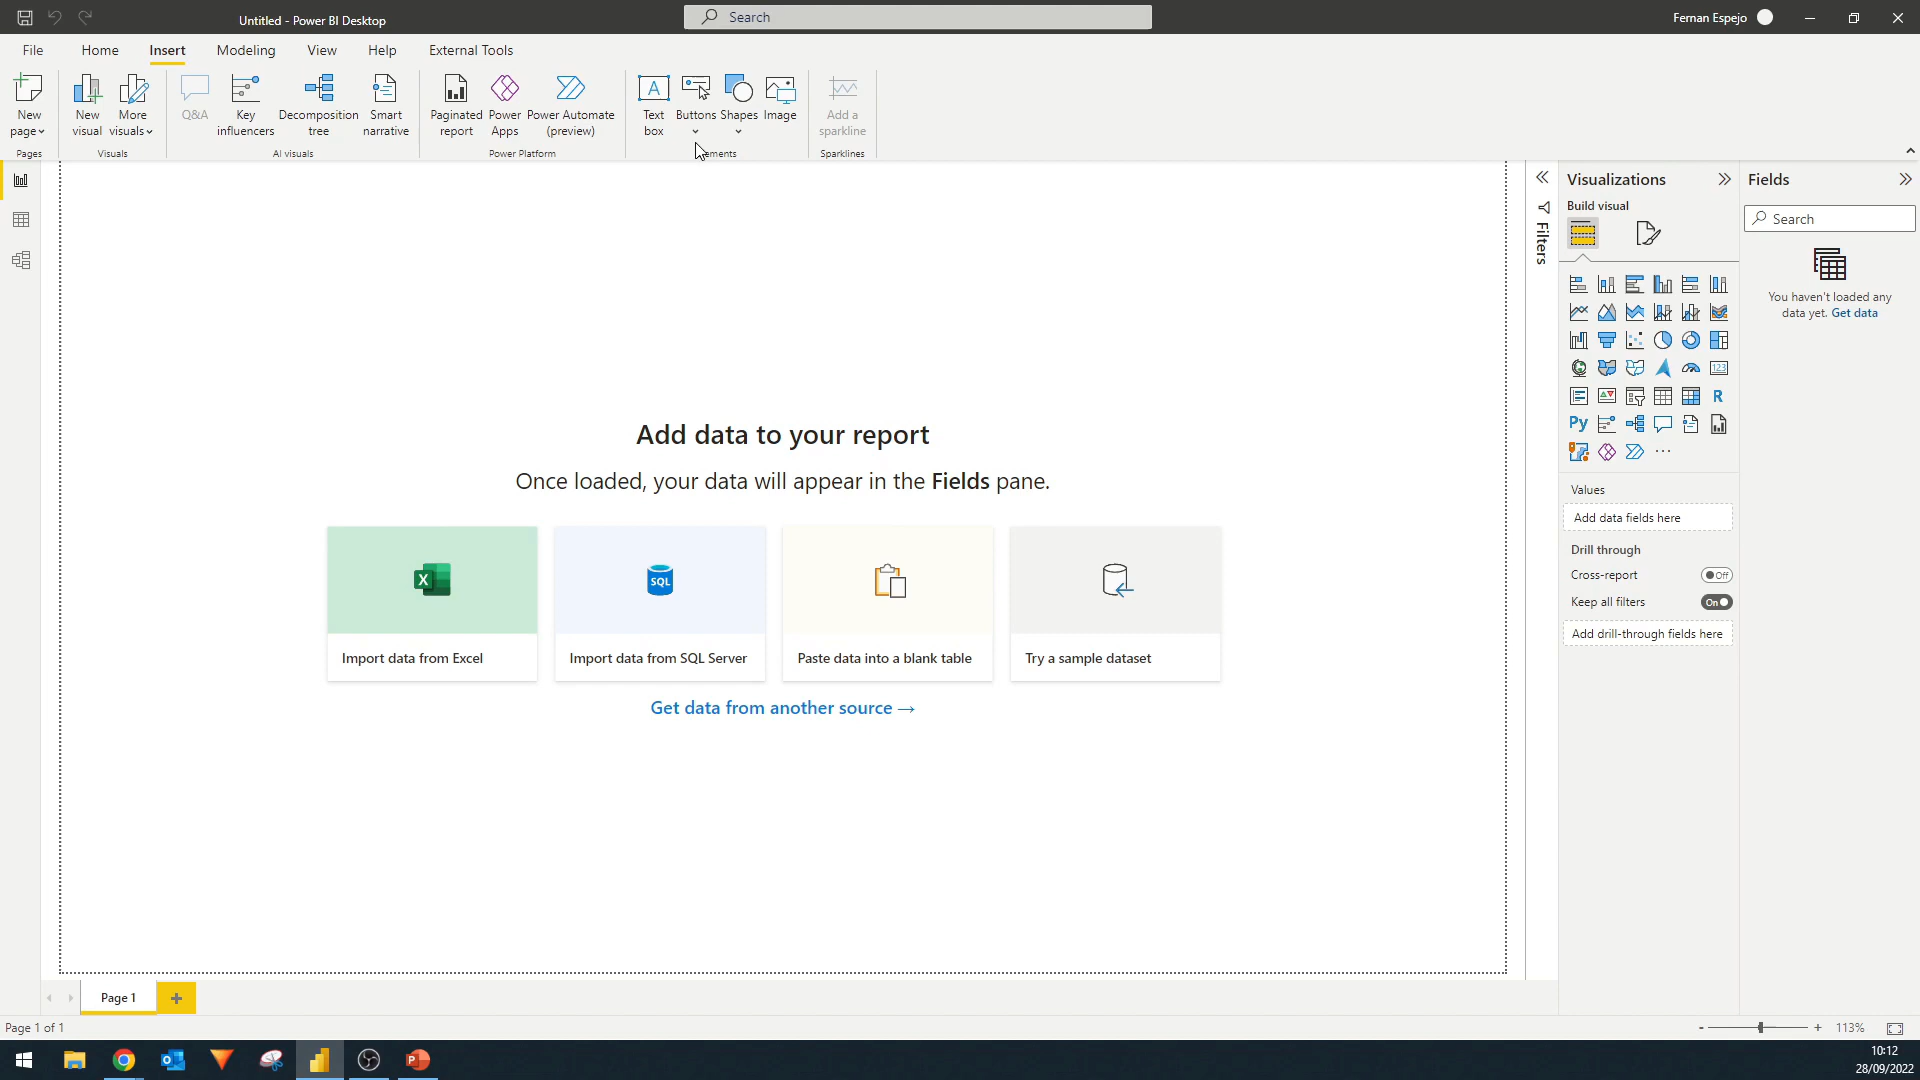 Untitled - Power BI Desktop
Search
Fernan Espejo
File Home Insert Modeling View Help External Tools
New page
New visual
More visuals
Q&A
Key influencers
Decomposition tree
Smart narrative
Paginated report
Power Apps
Power Automate (preview)
Text box
Buttons
Shapes
Image
Add a sparkline
Pages
Visuals
AI visuals
Power Platform
ements
Sparklines
Filters
Visualizations
Build visual
R
Py
123
Values
Add data fields here
Drill through
Cross-report
Off
Keep all filters
On
Add drill-through fields here
Fields
Search
You haven't loaded any
data yet. Get data
Add data to your report
Once loaded, your data will appear in the Fields pane.
X
SQL
Import data from Excel
Import data from SQL Server
Paste data into a blank table
Try a sample dataset
Get data from another source →
Page 1
+
Page 1 of 1
- + 113%
10:12
28/09/2022